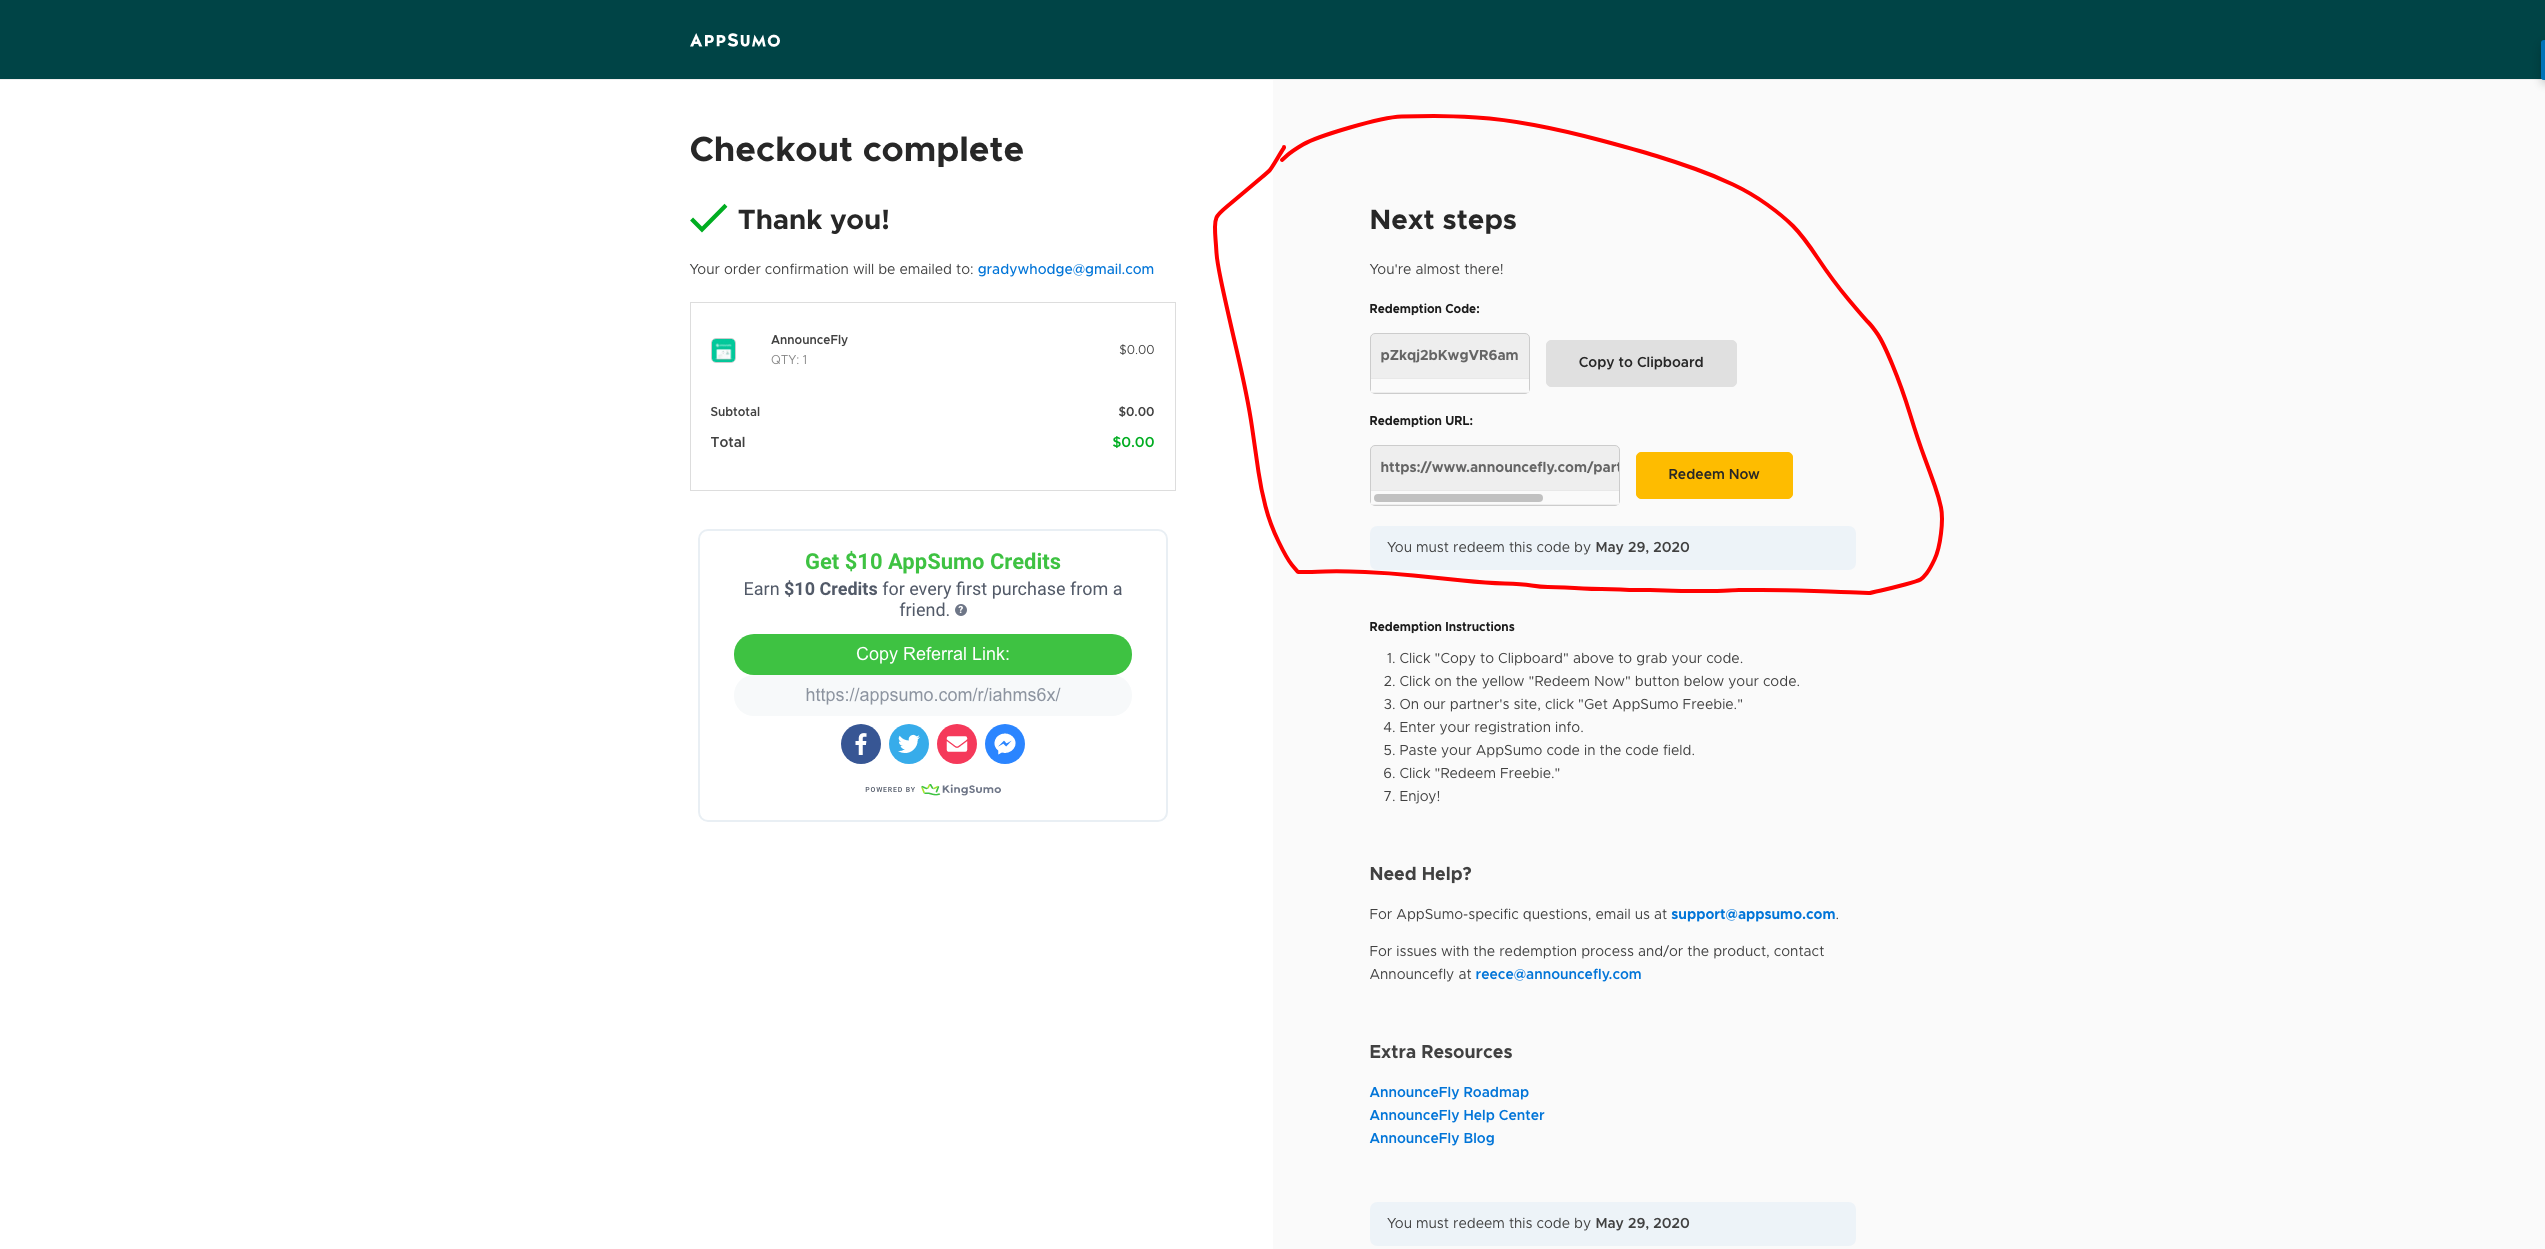 APPSUMO
Checkout complete
Thank you!
Your order confirmation will be emailed to: gradywhodge@gmail.com
AnnounceFly
QTY: 1
$0.00
Subtotal $0.00
Total $0.00
Get $10 AppSumo Credits
Earn $10 Credits for every first purchase from a
friend. ?
Copy Referral Link:
https://appsumo.com/r/iahms6x/
POWERED BY KingSumo
Next steps
You're almost there!
Redemption Code:
pZkqj2bKwgVR6am
Copy to Clipboard
Redemption URL:
https://www.announcefly.com/part
Redeem Now
You must redeem this code by May 29, 2020
Redemption Instructions
1. Click "Copy to Clipboard" above to grab your code.
2. Click on the yellow "Redeem Now" button below your code.
3. On our partner's site, click "Get AppSumo Freebie."
4. Enter your registration info.
5. Paste your AppSumo code in the code field.
6. Click "Redeem Freebie."
7. Enjoy!
Need Help?
For AppSumo-specific questions, email us at support@appsumo.com.
For issues with the redemption process and/or the product, contact
Announcefly at reece@announcefly.com
Extra Resources
AnnounceFly Roadmap
AnnounceFly Help Center
AnnounceFly Blog
You must redeem this code by May 29, 2020